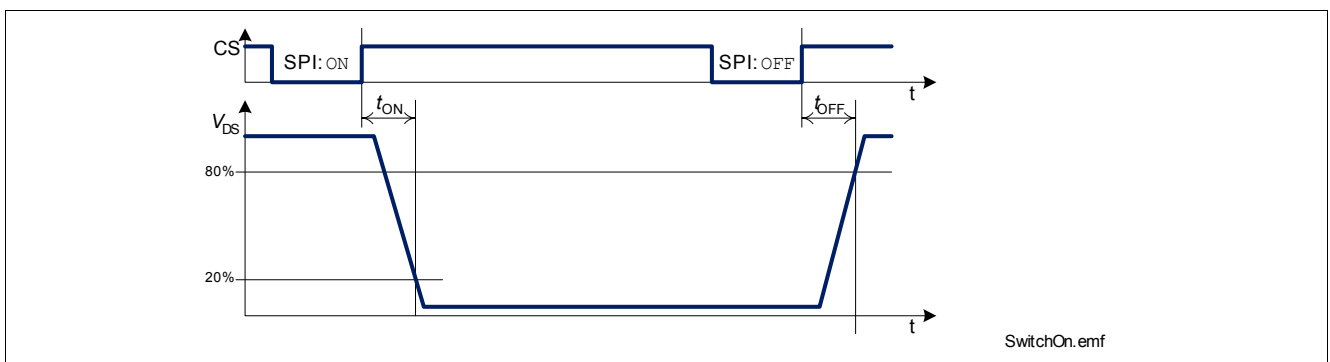 CS
SPI: ON
SPI: OFF
t
tON
tOFF
VDS
80%
20%
t
SwitchOn.emf